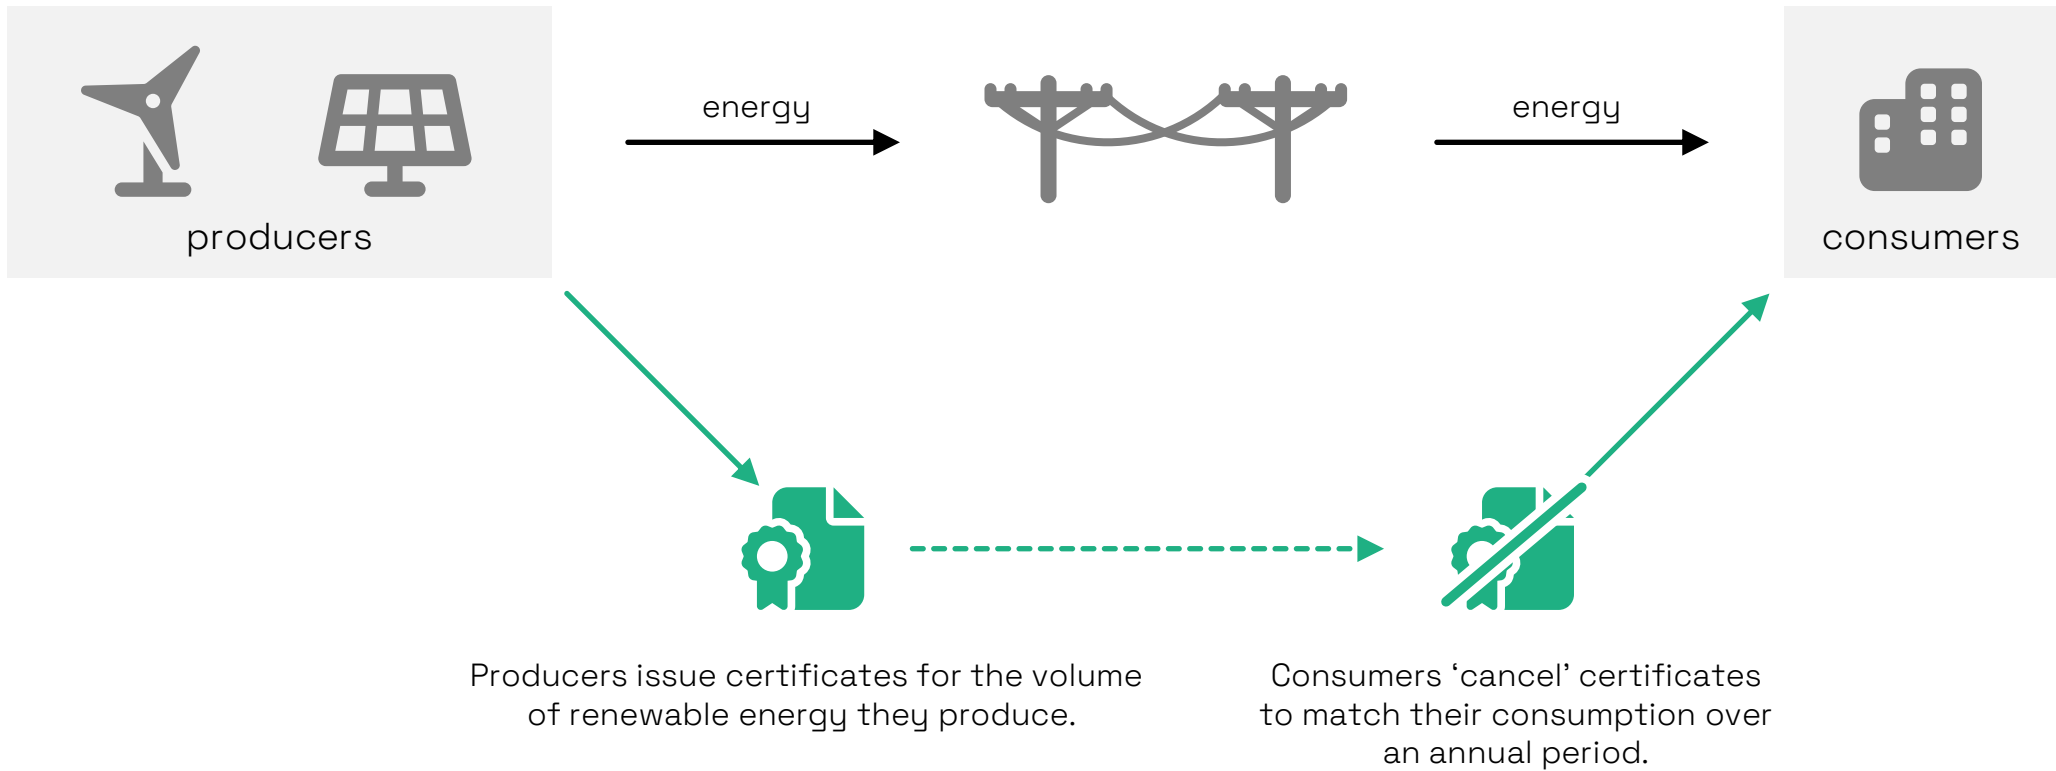 energy
energy
producers
consumers
Producers issue certificates for the volume
of renewable energy they produce.
Consumers ‘cancel’ certificates
to match their consumption over
an annual period.